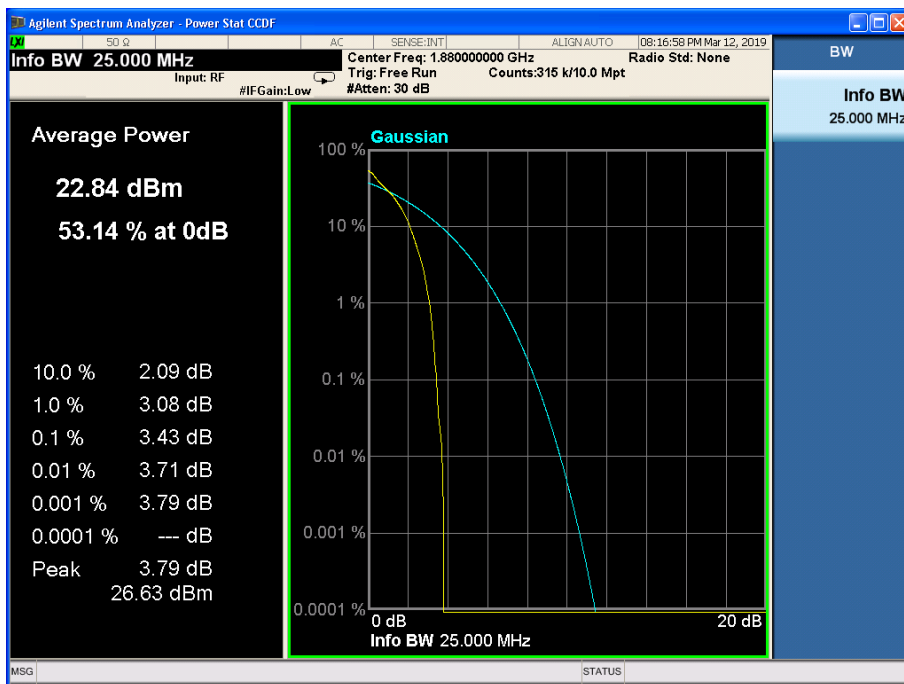 Agilent Spectrum Analyzer - Power Stat CCDF
LXI 50 Ω AC SENSE:INT ALIGN AUTO 08:16:58 PM Mar 12, 2019
Info BW 25.000 MHz
Input: RF
#IFGain:Low
Center Freq: 1.880000000 GHz
Radio Std: None
Trig: Free Run Counts:315 k/10.0 Mpt
#Atten: 30 dB
BW
Info BW
25.000 MHz
Average Power
22.84 dBm
53.14 % at 0dB
10.0 % 2.09 dB
1.0 % 3.08 dB
0.1 % 3.43 dB
0.01 % 3.71 dB
0.001 % 3.79 dB
0.0001 % --- dB
Peak 3.79 dB
26.63 dBm
Gaussian
100 %
10 %
1 %
0.1 %
0.01 %
0.001 %
0.0001 %
0 dB 20 dB
Info BW 25.000 MHz
MSG STATUS